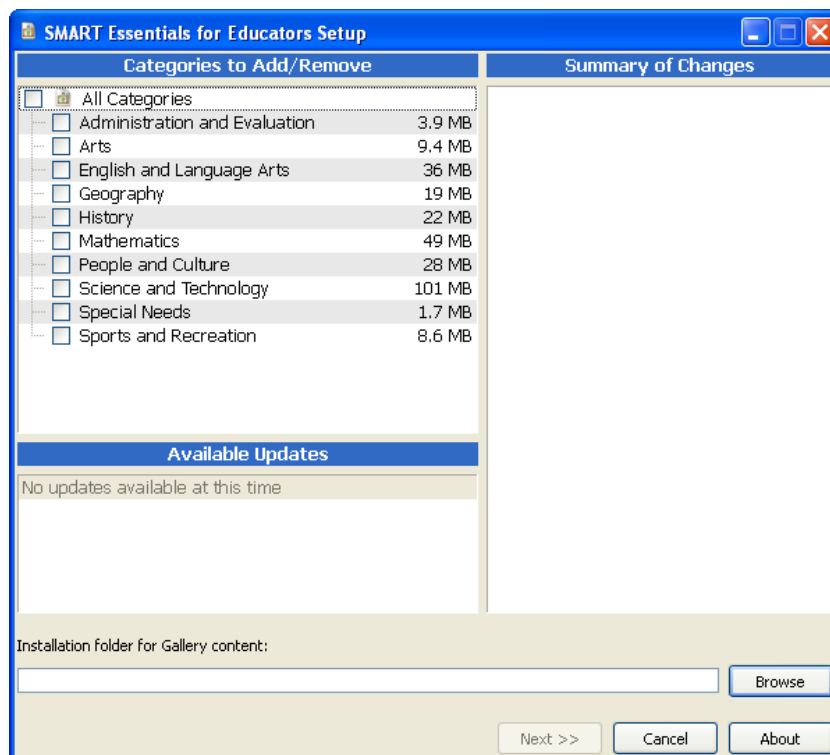 SMART Essentials for Educators Setup
Categories to Add/Remove
All Categories
Administration and Evaluation 3.9 MB
Arts 9.4 MB
English and Language Arts 36 MB
Geography 19 MB
History 22 MB
Mathematics 49 MB
People and Culture 28 MB
Science and Technology 101 MB
Special Needs 1.7 MB
Sports and Recreation 8.6 MB
Available Updates
No updates available at this time
Summary of Changes
Installation folder for Gallery content:
Browse
Next >> Cancel About